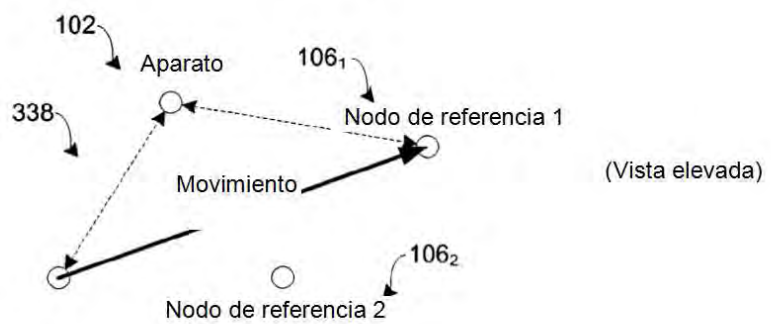 102
Aparato
106₁
338
Nodo de referencia 1
Movimiento
(Vista elevada)
106₂
Nodo de referencia 2